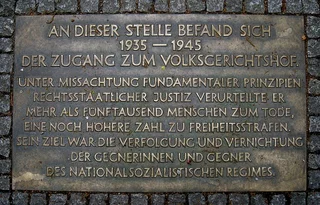 AN DIESER STELLE BEFAND SICH
1935 — 1945
DER ZUGANG ZUM VOLKSGERICHTSHOF.
UNTER MISSACHTUNG FUNDAMENTALER PRINZIPIEN
RECHTSSTAATLICHER JUSTIZ VERURTEILTE ER
MEHR ALS FÜNFTAUSEND MENSCHEN ZUM TODE,
EINE NOCH HÖHERE ZAHL ZU FREIHEITSSTRAFEN.
SEIN ZIEL WAR DIE VERFOLGUNG UND VERNICHTUNG
DER GEGNERINNEN UND GEGNER
DES NATIONALSOZIALISTISCHEN REGIMES.